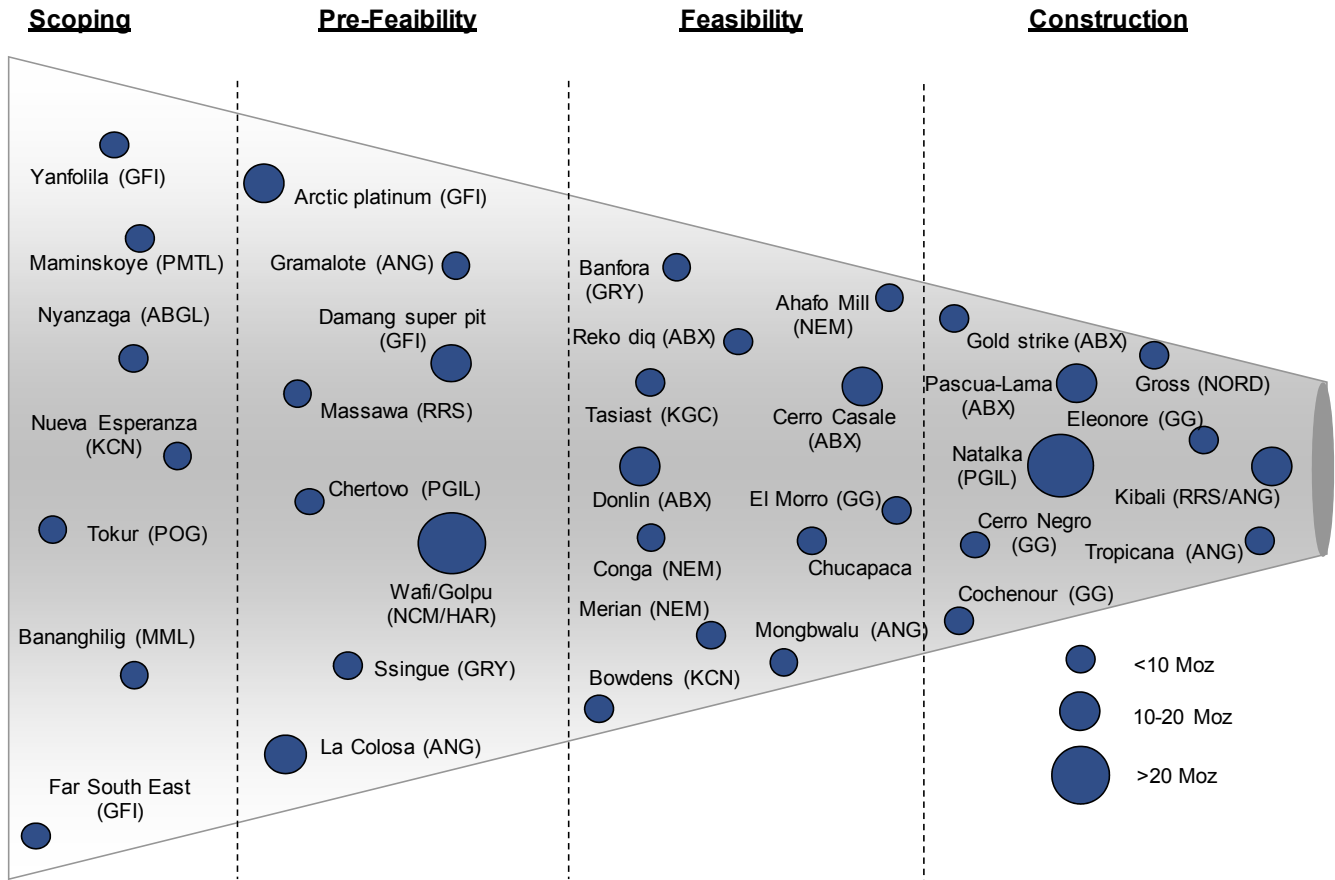 Scoping
Pre-Feaibility
Feasibility
Construction
Yanfolila (GFI)
Maminskoye (PMTL)
Nyanzaga (ABGL)
Nueva Esperanza
(KCN)
Tokur (POG)
Bananghilig (MML)
Far South East
(GFI)
Arctic platinum (GFI)
Gramalote (ANG)
Damang super pit
(GFI)
Massawa (RRS)
Chertovo (PGIL)
Wafi/Golpu
(NCM/HAR)
Ssingue (GRY)
La Colosa (ANG)
Banfora
(GRY)
Ahafo Mill
(NEM)
Reko diq (ABX)
Tasiast (KGC)
Cerro Casale
(ABX)
Donlin (ABX)
El Morro (GG)
Conga (NEM)
Chucapaca
Merian (NEM)
Mongbwalu (ANG)
Bowdens (KCN)
Gold strike (ABX)
Gross (NORD)
Pascua-Lama
(ABX)
Eleonore (GG)
Natalka
(PGIL)
Kibali (RRS/ANG)
Cerro Negro
(GG)
Tropicana (ANG)
Cochenour (GG)
<10 Moz
10-20 Moz
>20 Moz